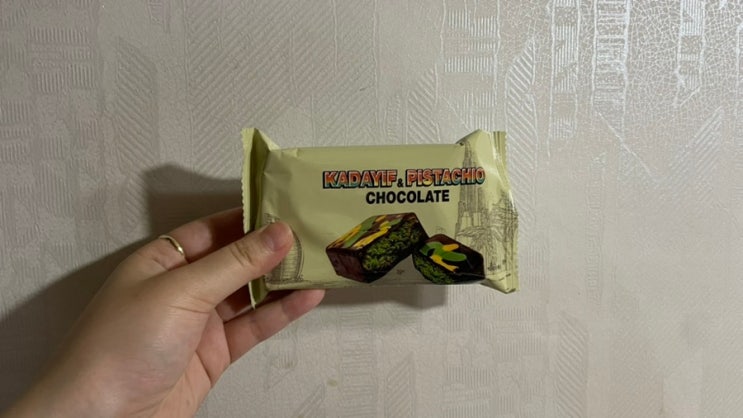 KADAYIF & PISTACHIO
CHOCOLATE